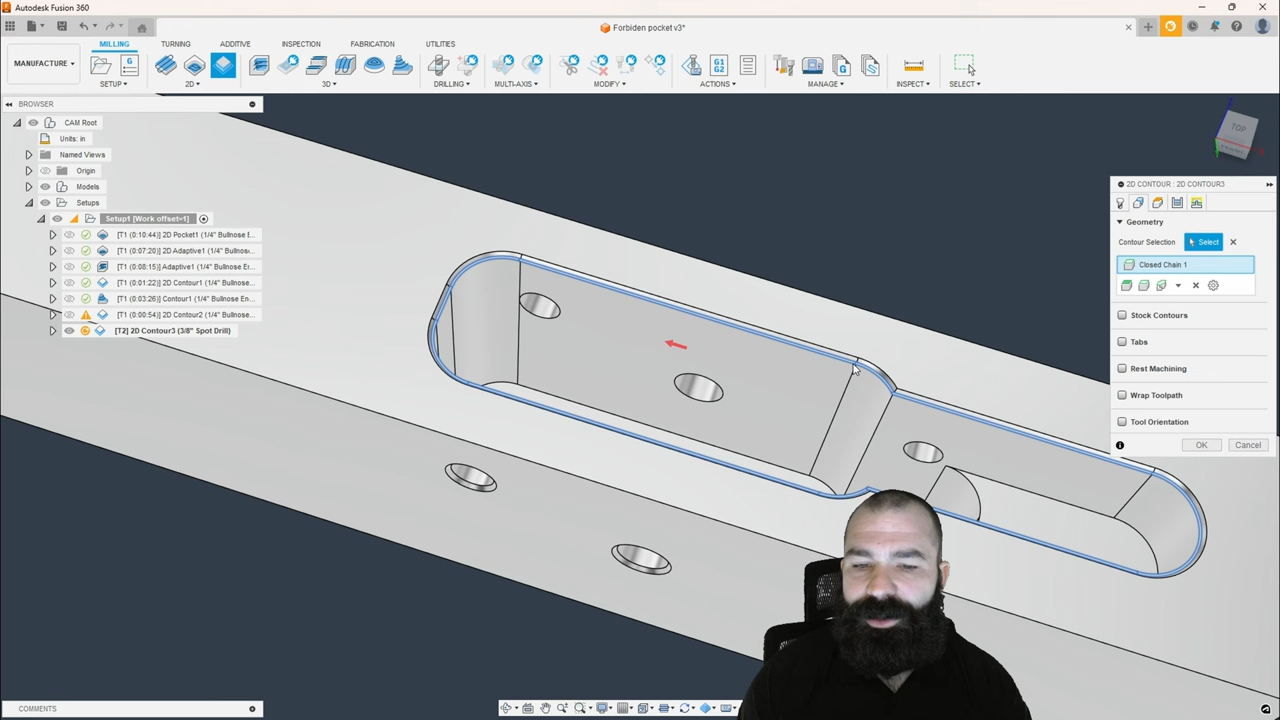 Autodesk Fusion 360
Forbiden pocket v3*
MANUFACTURE
MILLING TURNING ADDITIVE INSPECTION FABRICATION UTILITIES
SETUP 2D 3D DRILLING MULTI-AXIS MODIFY ACTIONS MANAGE INSPECT SELECT
BROWSER
CAM Root
Units: in
Named Views
Origin
Models
Setups
Setup1 [Work offset=1]
[T1 (0:10:44)] 2D Pocket1 (1/4" Bullnose E...
[T1 (0:07:20)] 2D Adaptive1 (1/4" Bullnose...
[T1 (0:08:15)] Adaptive1 (1/4" Bullnose En...
[T1 (0:01:22)] 2D Contour1 (1/4" Bullnose...
[T1 (0:03:26)] Contour1 (1/4" Bullnose En...
[T1 (0:00:54)] 2D Contour2 (1/4" Bullnose...
[T2] 2D Contour3 (3/8" Spot Drill)
TOP
2D CONTOUR : 2D CONTOUR3
Geometry
Contour Selection Select
Closed Chain 1
Stock Contours
Tabs
Rest Machining
Wrap Toolpath
Tool Orientation
OK Cancel
COMMENTS